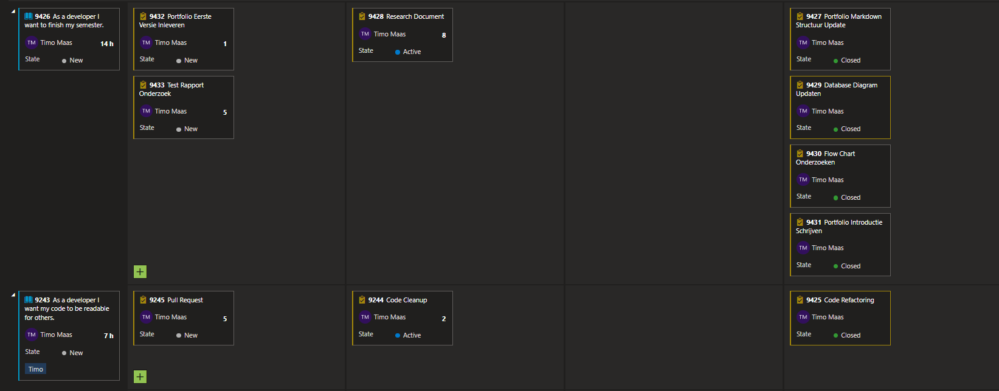 9426 As a developer I
want to finish my semester.
TM Timo Maas 14 h
State New
9432 Portfolio Eerste
Versie Inleveren
TM Timo Maas 1
State New
9433 Test Rapport
Onderzoek
TM Timo Maas 5
State New
9428 Research Document
TM Timo Maas 8
State Active
9427 Portfolio Markdown
Structuur Update
TM Timo Maas
State Closed
9429 Database Diagram
Updaten
TM Timo Maas
State Closed
9430 Flow Chart
Onderzoeken
TM Timo Maas
State Closed
9431 Portfolio Introductie
Schrijven
TM Timo Maas
State Closed
9243 As a developer I
want my code to be readable
for others.
TM Timo Maas 7 h
State New
Timo
9245 Pull Request
TM Timo Maas 5
State New
9244 Code Cleanup
TM Timo Maas 2
State Active
9425 Code Refactoring
TM Timo Maas
State Closed